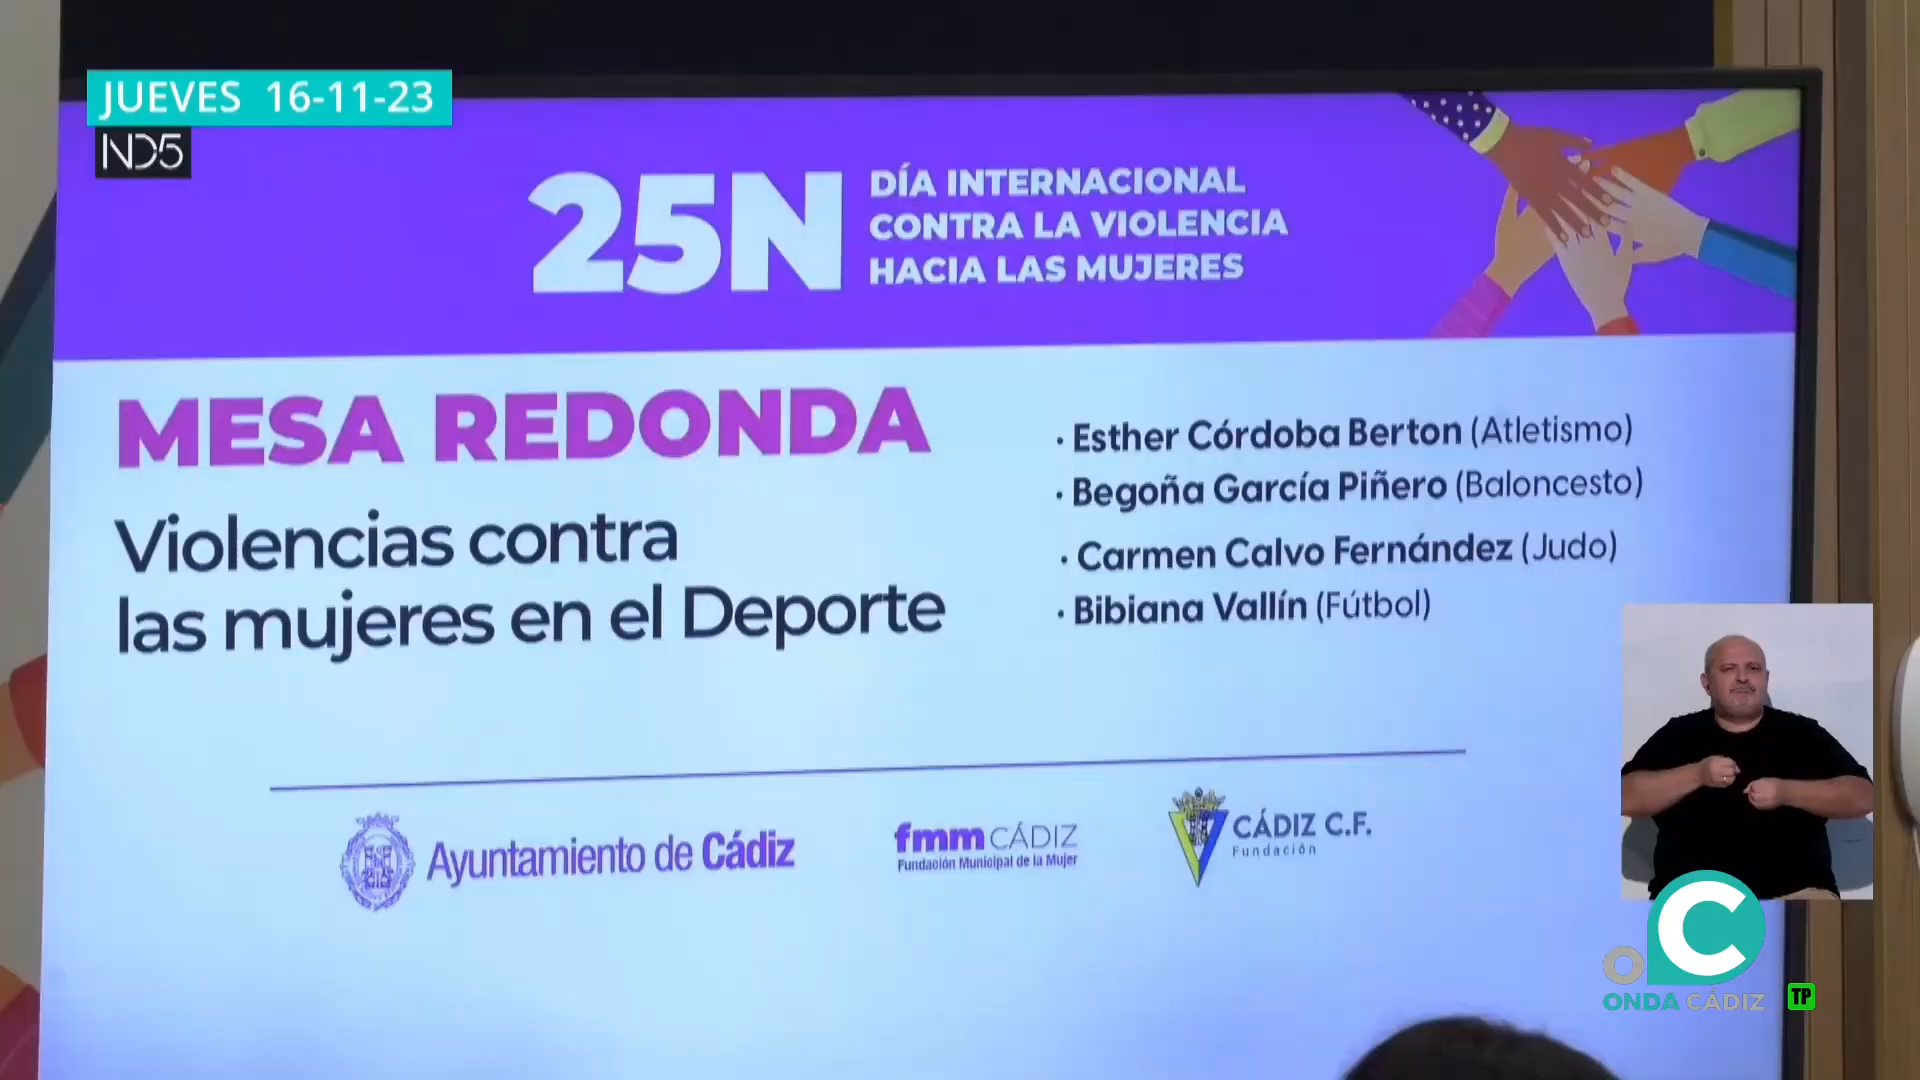 JUEVES 16-11-23
ND5
25N
DÍA INTERNACIONAL
CONTRA LA VIOLENCIA
HACIA LAS MUJERES
MESA REDONDA
Violencias contra
las mujeres en el Deporte
· Esther Córdoba Berton (Atletismo)
· Begoña García Piñero (Baloncesto)
· Carmen Calvo Fernández (Judo)
· Bibiana Vallín (Fútbol)
Ayuntamiento de Cádiz
fmm CÁDIZ
Fundación Municipal de la Mujer
CÁDIZ C.F.
Fundación
OC
ONDA CÁDIZ
TP